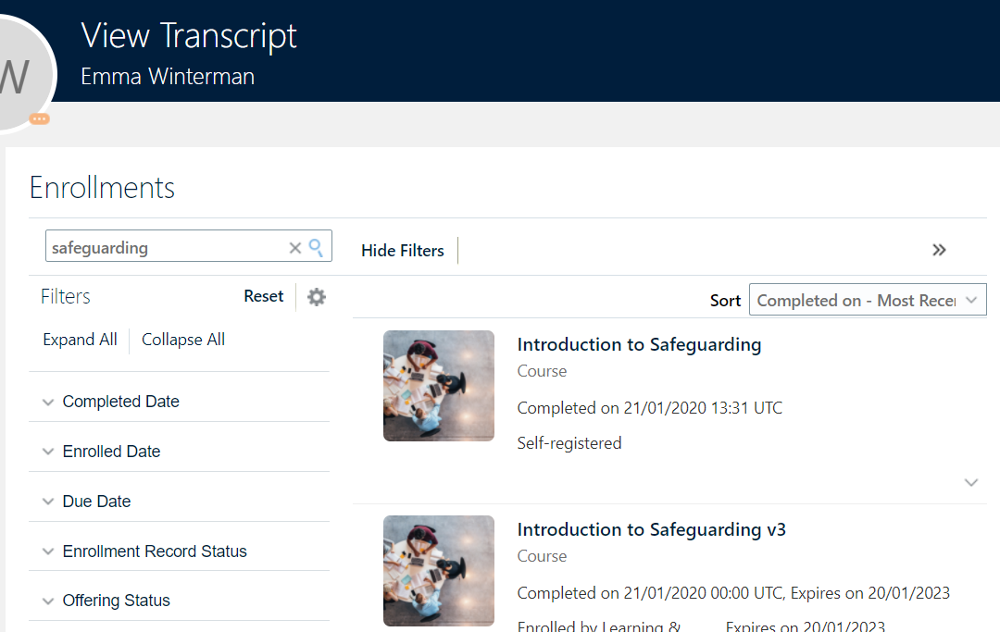 View Transcript
W
Emma Winterman
Enrollments
safeguarding
Hide Filters
Filters
Reset
Sort
Completed on - Most Recer
Expand All
Collapse All
Introduction to Safeguarding
Course
Completed Date
Completed on 21/01/2020 13:31 UTC
Enrolled Date
Self-registered
Due Date
Introduction to Safeguarding v3
Enrollment Record Status
Course
Offering Status
Completed on 21/01/2020 00:00 UTC, Expires on 20/01/2023
Enrolled by Learning & Expires on 20/01/2023